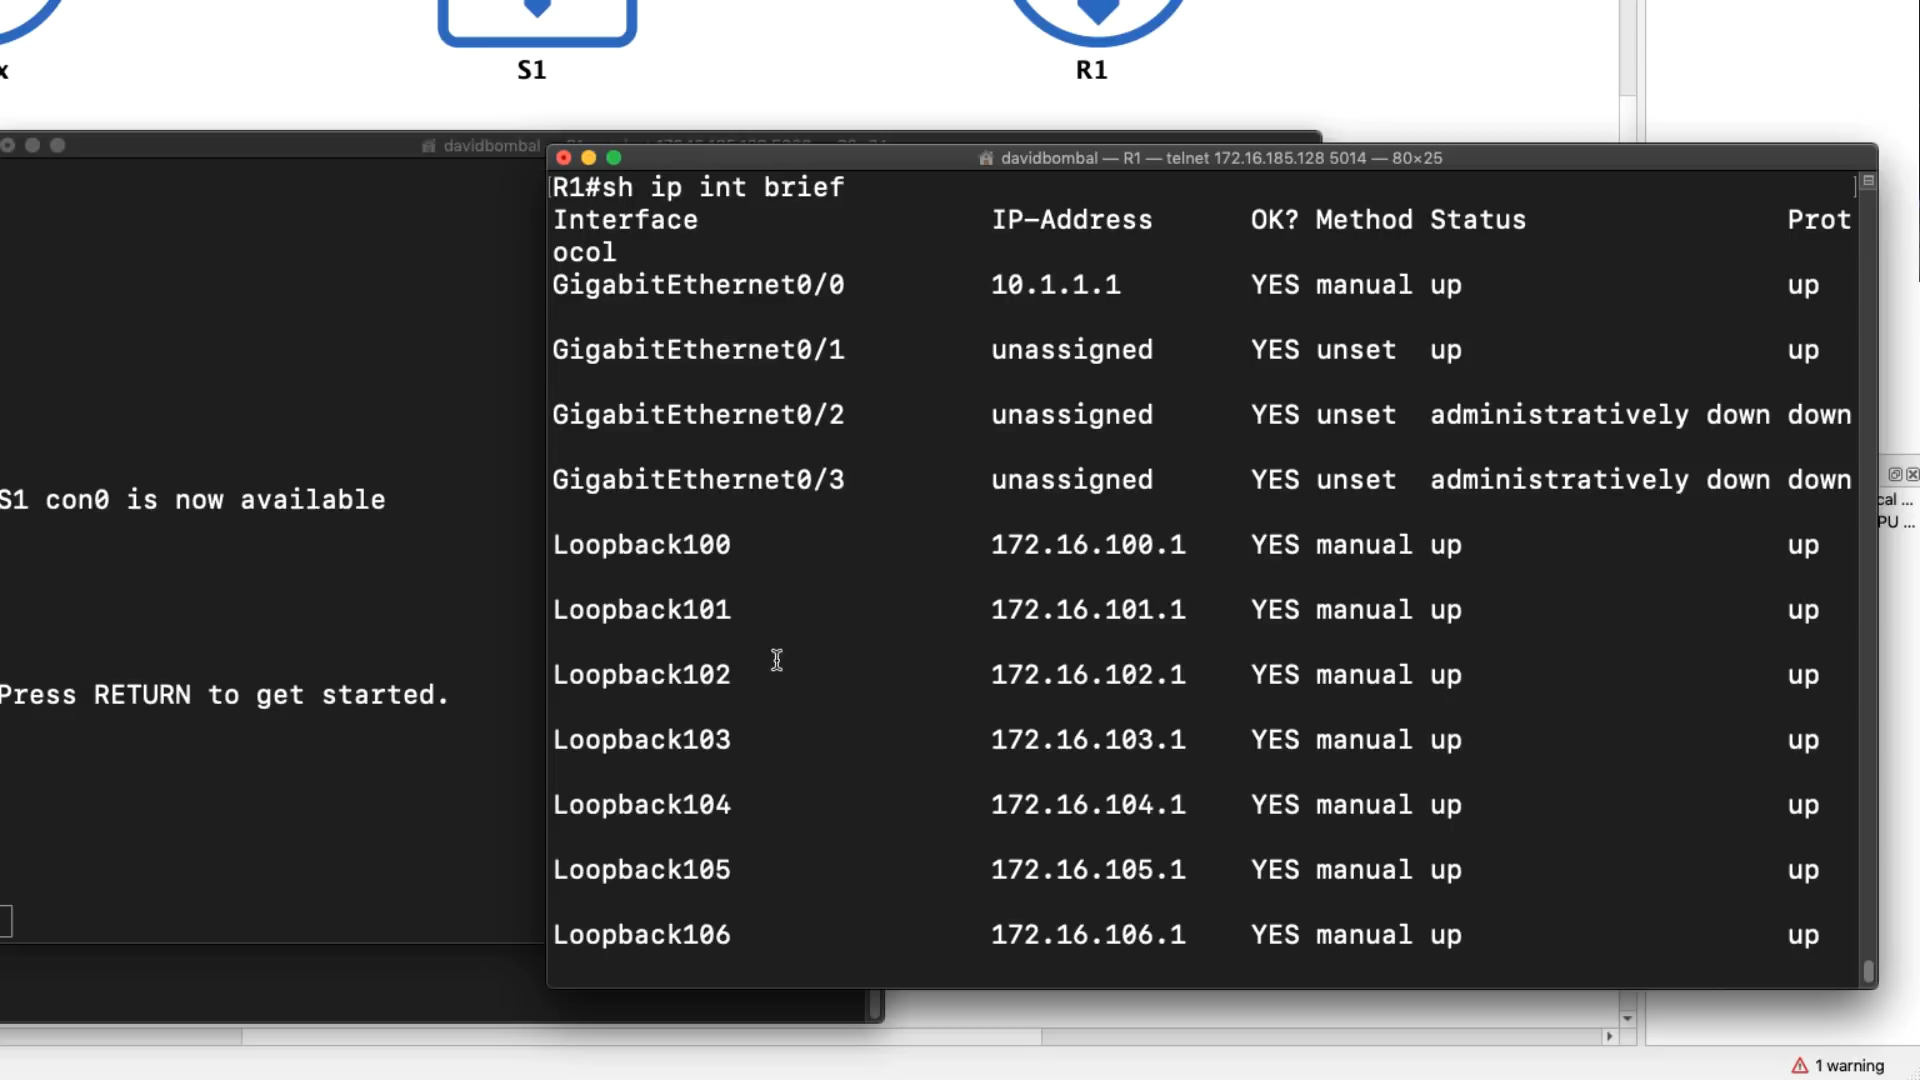 x
S1
R1
davidbombal
davidbombal — R1 — telnet 172.16.185.128 5014 — 80×25
R1#sh ip int brief
Interface IP-Address OK? Method Status Prot
ocol
GigabitEthernet0/0 10.1.1.1 YES manual up up
GigabitEthernet0/1 unassigned YES unset up up
GigabitEthernet0/2 unassigned YES unset administratively down down
GigabitEthernet0/3 unassigned YES unset administratively down down
Loopback100 172.16.100.1 YES manual up up
Loopback101 172.16.101.1 YES manual up up
Loopback102 172.16.102.1 YES manual up up
Loopback103 172.16.103.1 YES manual up up
Loopback104 172.16.104.1 YES manual up up
Loopback105 172.16.105.1 YES manual up up
Loopback106 172.16.106.1 YES manual up up
S1 con0 is now available
Press RETURN to get started.
cal ...
PU ...
1 warning